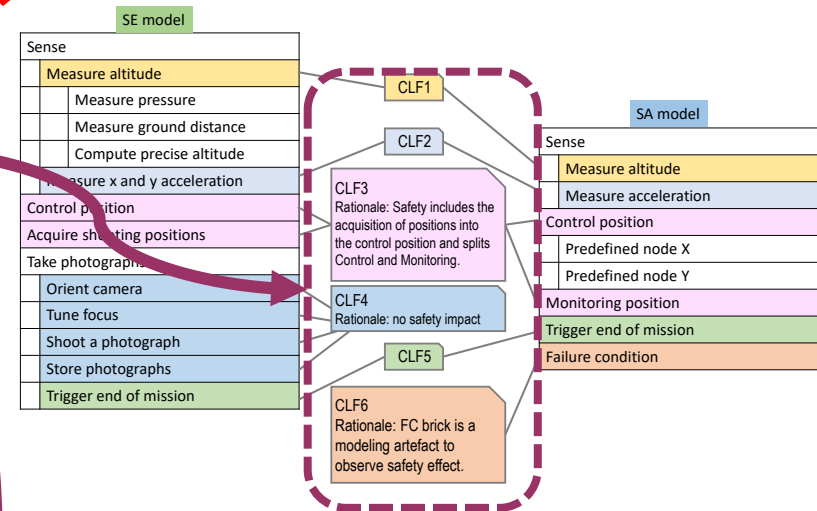 SE model
Sense
Measure altitude
Measure pressure
Measure ground distance
Compute precise altitude
Measure x and y acceleration
Control position
Acquire shooting positions
Take photographs
Orient camera
Tune focus
Shoot a photograph
Store photographs
Trigger end of mission
CLF1
CLF2
CLF3
Rationale: Safety includes the
acquisition of positions into
the control position and splits
Control and Monitoring.
CLF4
Rationale: no safety impact
CLF5
CLF6
Rationale: FC brick is a
modeling artefact to
observe safety effect.
SA model
Sense
Measure altitude
Measure acceleration
Control position
Predefined node X
Predefined node Y
Monitoring position
Trigger end of mission
Failure condition